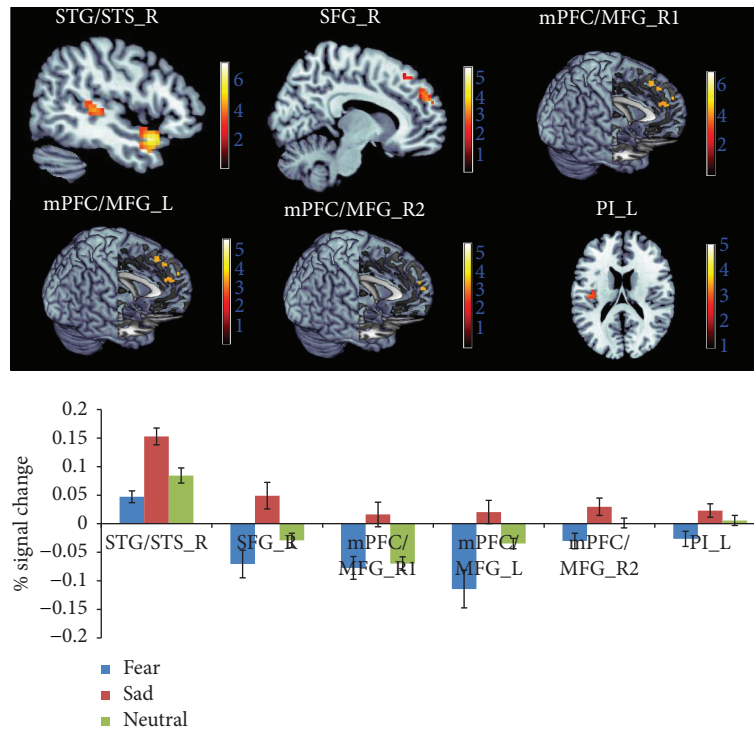 STG/STS_R
SFG_R
mPFC/MFG_R1
6
4
2
5
4
3
2
1
6
4
2
mPFC/MFG_L
mPFC/MFG_R2
PI_L
5
4
3
2
1
5
4
3
2
1
5
4
3
2
1
0.2
0.15
0.1
0.05
0
−0.05
−0.1
−0.15
−0.2
% signal change
STG/STS_R
SFG_R
mPFC/
MFG_R1
mPFC/
MFG_L
mPFC/
MFG_R2
PI_L
Fear
Sad
Neutral